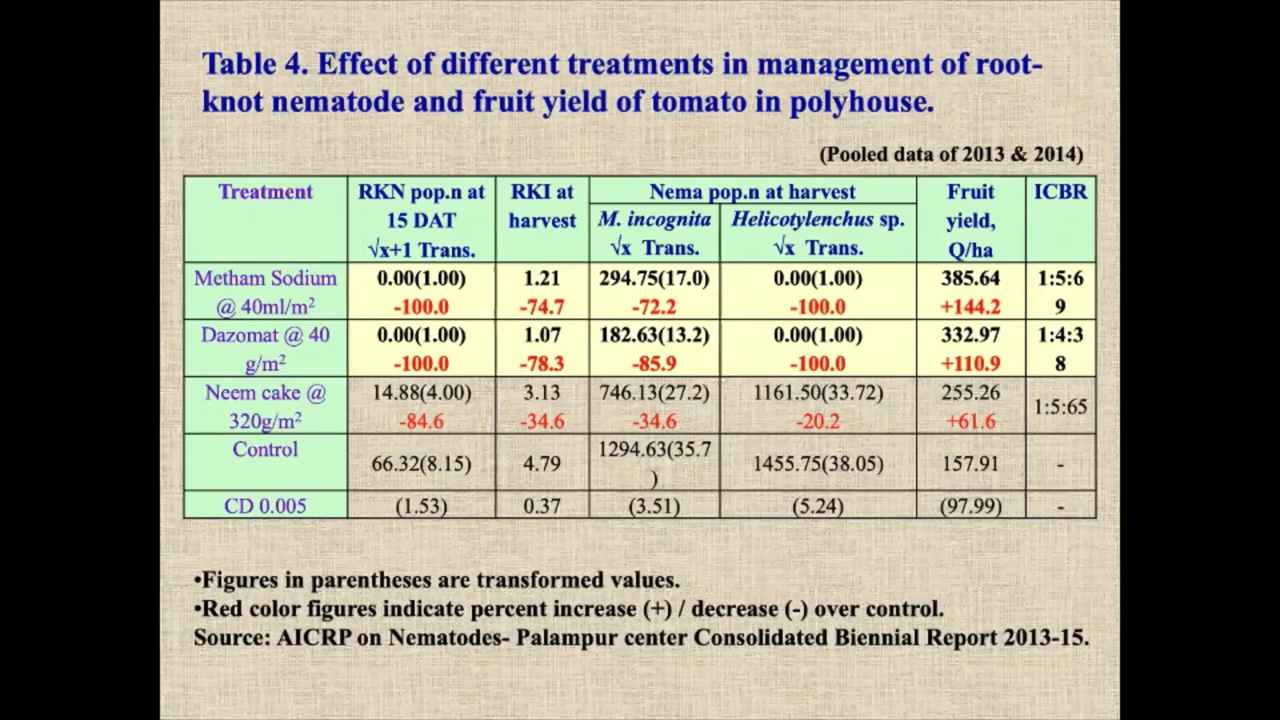 Table 4. Effect of different treatments in management of root-
knot nematode and fruit yield of tomato in polyhouse.
(Pooled data of 2013 & 2014)
Treatment RKN pop.n at 15 DAT √x+1 Trans. RKI at harvest Nema pop.n at harvest Fruit yield, Q/ha ICBR
M. incognita √x Trans. Helicotylenchus sp. √x Trans.
Metham Sodium @ 40ml/m² 0.00(1.00) 1.21 294.75(17.0) 0.00(1.00) 385.64 1:5:69
-100.0 -74.7 -72.2 -100.0 +144.2
Dazomat @ 40 g/m² 0.00(1.00) 1.07 182.63(13.2) 0.00(1.00) 332.97 1:4:38
-100.0 -78.3 -85.9 -100.0 +110.9
Neem cake @ 320g/m² 14.88(4.00) 3.13 746.13(27.2) 1161.50(33.72) 255.26 1:5:65
-84.6 -34.6 -34.6 -20.2 +61.6
Control 66.32(8.15) 4.79 1294.63(35.7) 1455.75(38.05) 157.91 -
CD 0.005 (1.53) 0.37 (3.51) (5.24) (97.99) -
•Figures in parentheses are transformed values.
•Red color figures indicate percent increase (+) / decrease (-) over control.
Source: AICRP on Nematodes- Palampur center Consolidated Biennial Report 2013-15.